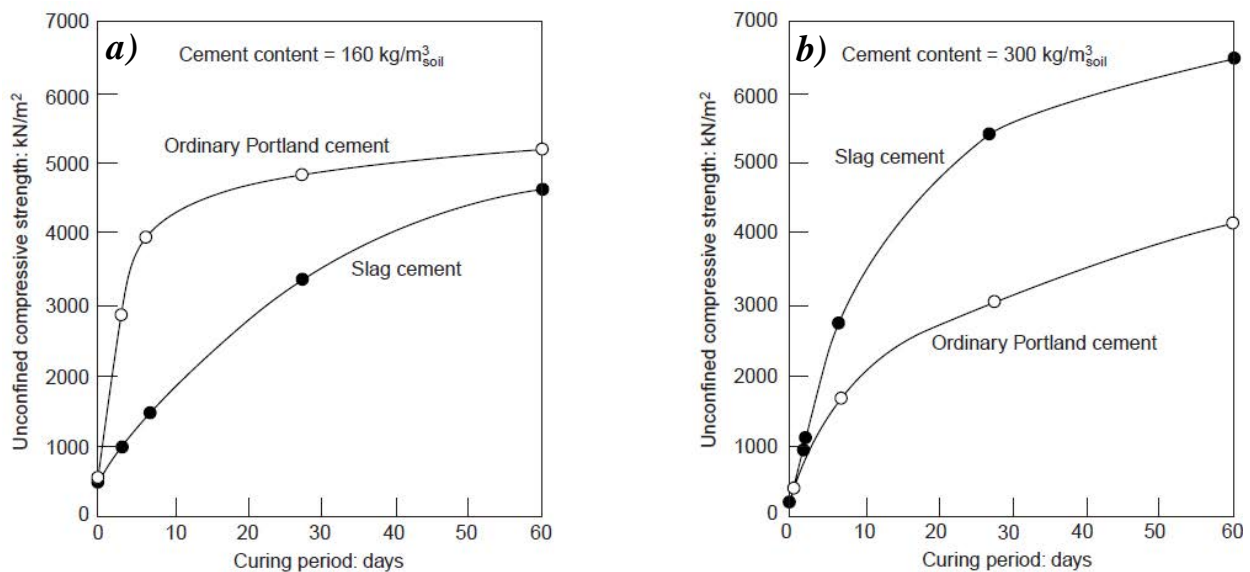 a)
Cement content = 160 kg/m³soil
Ordinary Portland cement
Slag cement
Unconfined compressive strength: kN/m²
7000
6000
5000
4000
3000
2000
1000
0
0 10 20 30 40 50 60
Curing period: days
b)
Cement content = 300 kg/m³soil
Slag cement
Ordinary Portland cement
Unconfined compressive strength: kN/m²
7000
6000
5000
4000
3000
2000
1000
0
0 10 20 30 40 50 60
Curing period: days